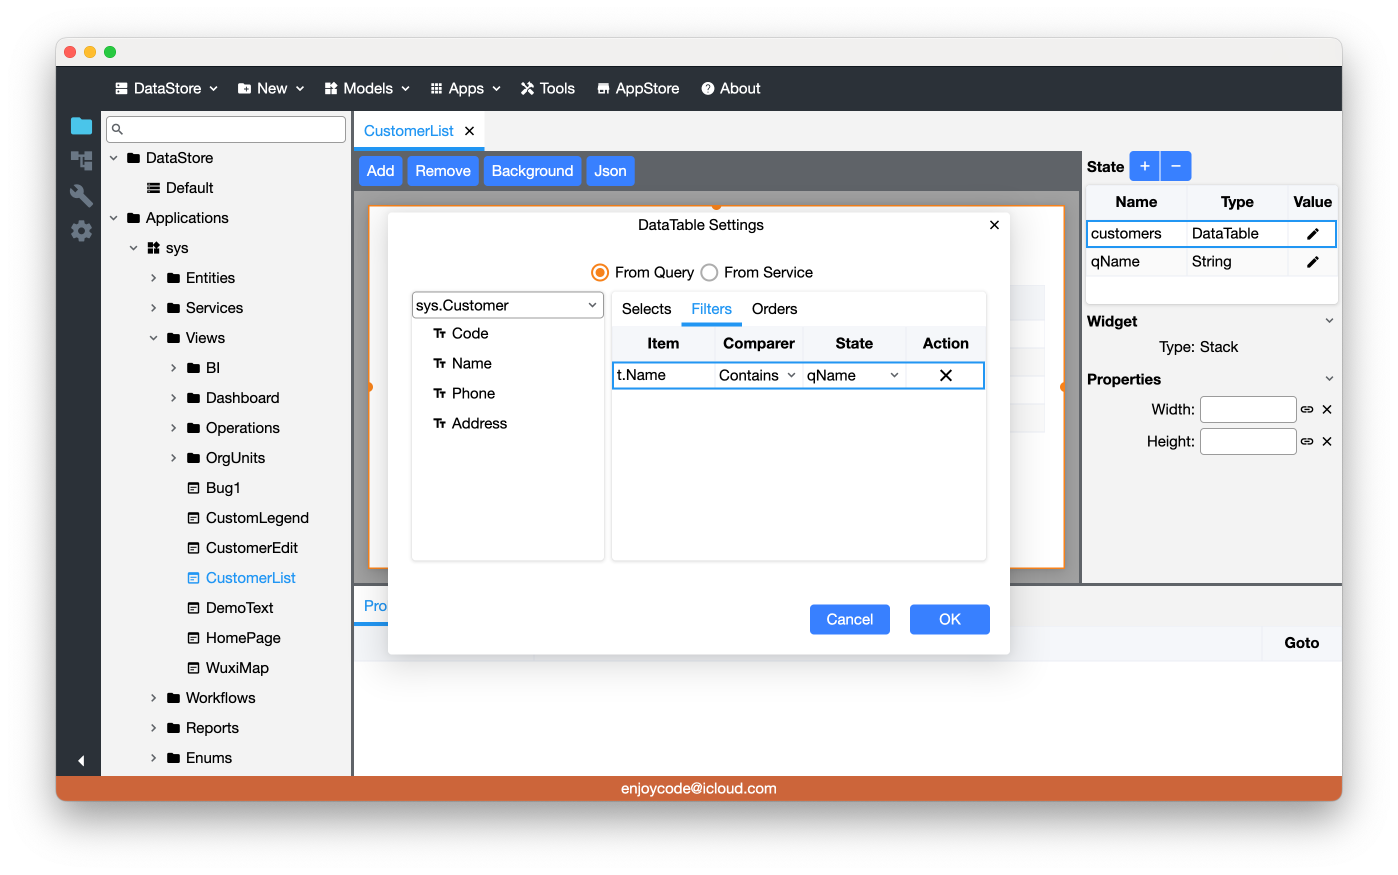 DataStore New Models Apps Tools AppStore About
DataStore
Default
Applications
sys
Entities
Services
Views
BI
Dashboard
Operations
OrgUnits
Bug1
CustomLegend
CustomerEdit
CustomerList
DemoText
HomePage
WuxiMap
Workflows
Reports
Enums
CustomerList
Add Remove Background Json
DataTable Settings
From Query From Service
sys.Customer
Code
Name
Phone
Address
Selects Filters Orders
Item Comparer State Action
t.Name Contains qName
Cancel OK
Pro
Goto
State + −
Name Type Value
customers DataTable
qName String
Widget
Type: Stack
Properties
Width:
Height:
enjoycode@icloud.com